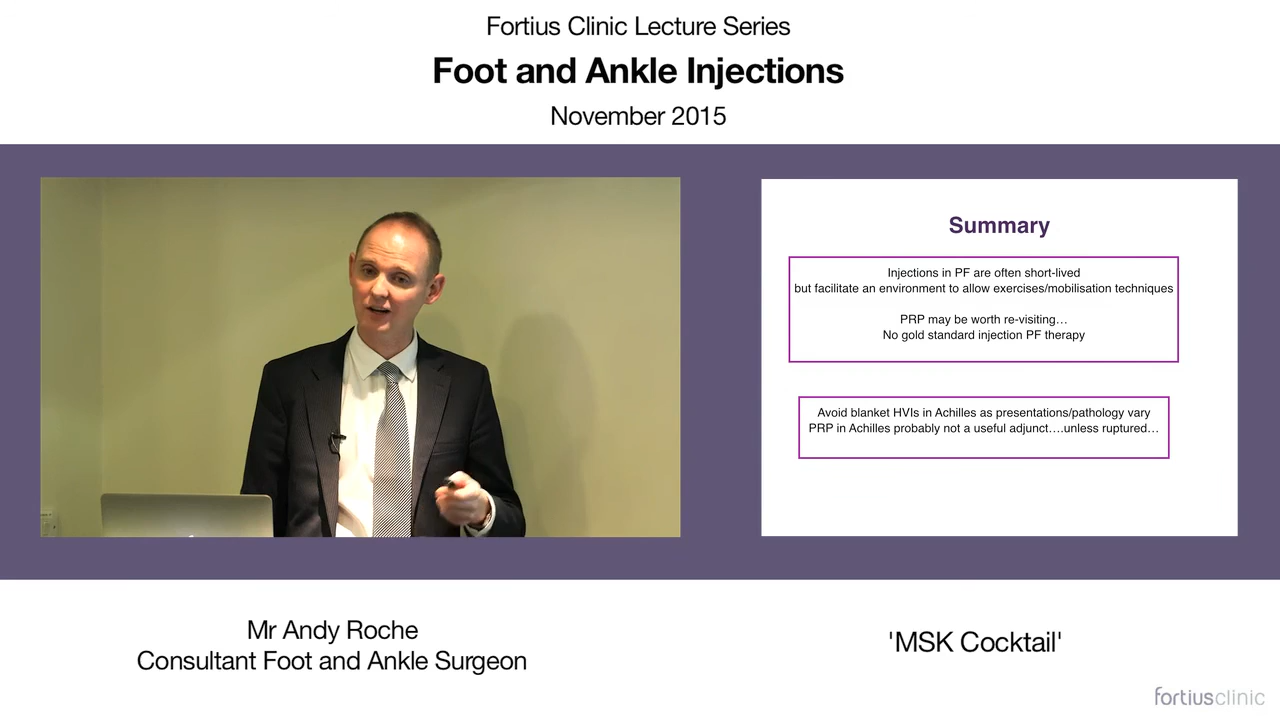 Fortius Clinic Lecture Series
Foot and Ankle Injections
November 2015
Summary
Injections in PF are often short-lived
but facilitate an environment to allow exercises/mobilisation techniques
PRP may be worth re-visiting…
No gold standard injection PF therapy
Avoid blanket HVIs in Achilles as presentations/pathology vary
PRP in Achilles probably not a useful adjunct….unless ruptured…
Mr Andy Roche
Consultant Foot and Ankle Surgeon
'MSK Cocktail'
fortiusclinic